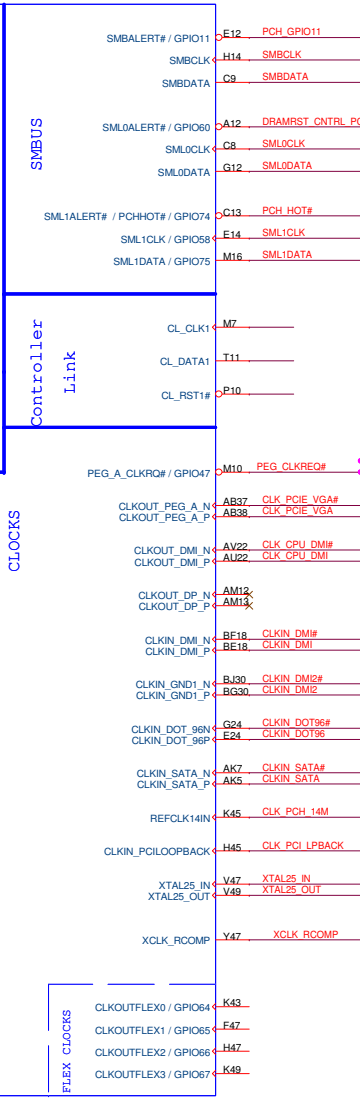 SMBUS
SMBALERT# / GPIO11 E12 PCH_GPIO11
SMBCLK H14 SMBCLK
SMBDATA C9 SMBDATA
SML0ALERT# / GPIO60 A12 DRAMRST_CNTRL_PC
SML0CLK C8 SML0CLK
SML0DATA G12 SML0DATA
SML1ALERT# / PCHHOT# / GPIO74 C13 PCH_HOT#
SML1CLK / GPIO58 E14 SML1CLK
SML1DATA / GPIO75 M16 SML1DATA
Controller
Link
CL_CLK1 M7
CL_DATA1 T11
CL_RST1# P10
CLOCKS
PEG_A_CLKRQ# / GPIO47 M10 PEG_CLKREQ#
CLKOUT_PEG_A_N AB37 CLK_PCIE_VGA#
CLKOUT_PEG_A_P AB38 CLK_PCIE_VGA
CLKOUT_DMI_N AV22 CLK_CPU_DMI#
CLKOUT_DMI_P AU22 CLK_CPU_DMI
CLKOUT_DP_N AM12
CLKOUT_DP_P AM13
CLKIN_DMI_N BF18 CLKIN_DMI#
CLKIN_DMI_P BE18 CLKIN_DMI
CLKIN_GND1_N BJ30 CLKIN_DMI2#
CLKIN_GND1_P BG30 CLKIN_DMI2
CLKIN_DOT_96N G24 CLKIN_DOT96#
CLKIN_DOT_96P E24 CLKIN_DOT96
CLKIN_SATA_N AK7 CLKIN_SATA#
CLKIN_SATA_P AK5 CLKIN_SATA
REFCLK14IN K45 CLK_PCH_14M
CLKIN_PCILOOPBACK H45 CLK_PCI_LPBACK
XTAL25_IN V47 XTAL25_IN
XTAL25_OUT V49 XTAL25_OUT
XCLK_RCOMP Y47 XCLK_RCOMP
FLEX CLOCKS
CLKOUTFLEX0 / GPIO64 K43
CLKOUTFLEX1 / GPIO65 F47
CLKOUTFLEX2 / GPIO66 H47
CLKOUTFLEX3 / GPIO67 K49